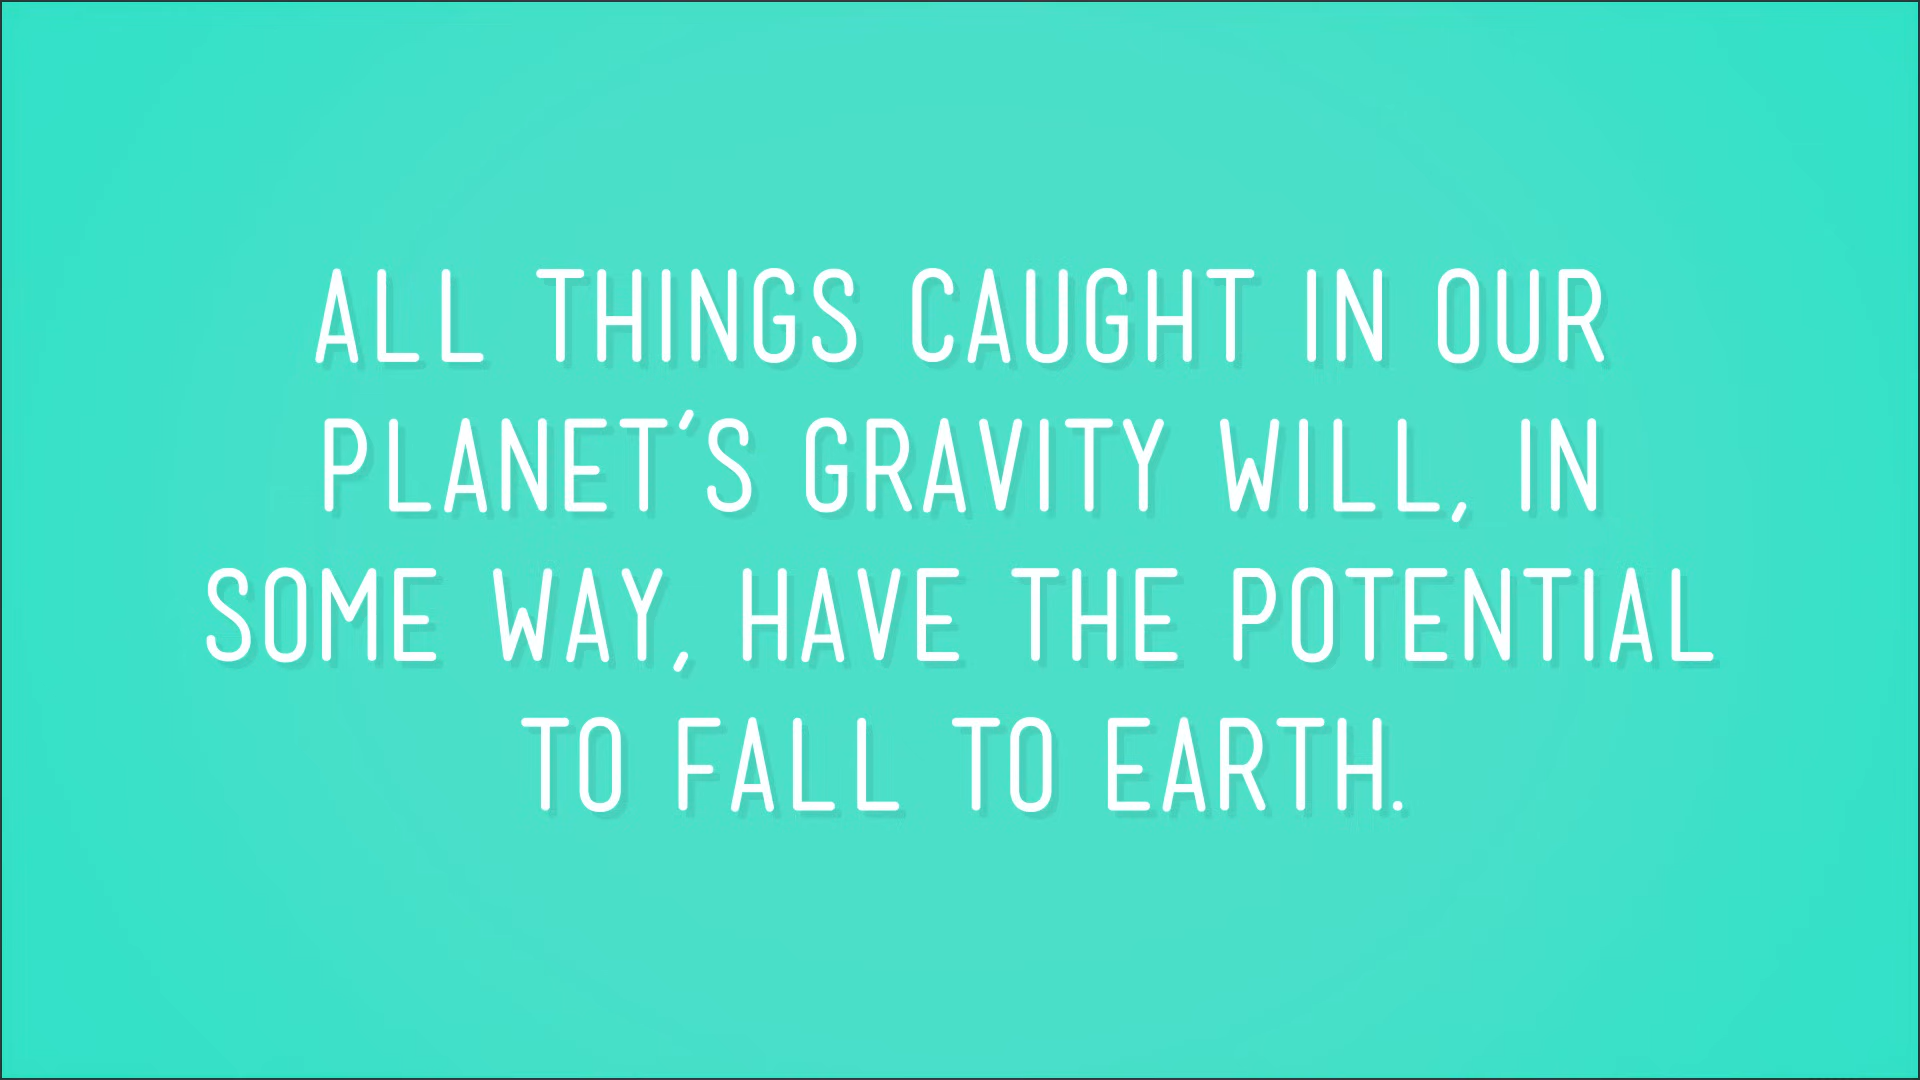 ALL THINGS CAUGHT IN OUR
PLANET'S GRAVITY WILL, IN
SOME WAY, HAVE THE POTENTIAL
TO FALL TO EARTH.